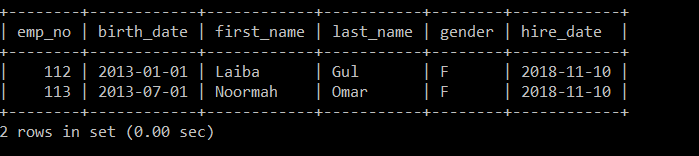 +--------+------------+------------+-----------+--------+------------+
| emp_no | birth_date | first_name | last_name | gender | hire_date  |
+--------+------------+------------+-----------+--------+------------+
|    112 | 2013-01-01 | Laiba      | Gul       | F      | 2018-11-10 |
|    113 | 2013-07-01 | Noormah    | Omar      | F      | 2018-11-10 |
+--------+------------+------------+-----------+--------+------------+
2 rows in set (0.00 sec)